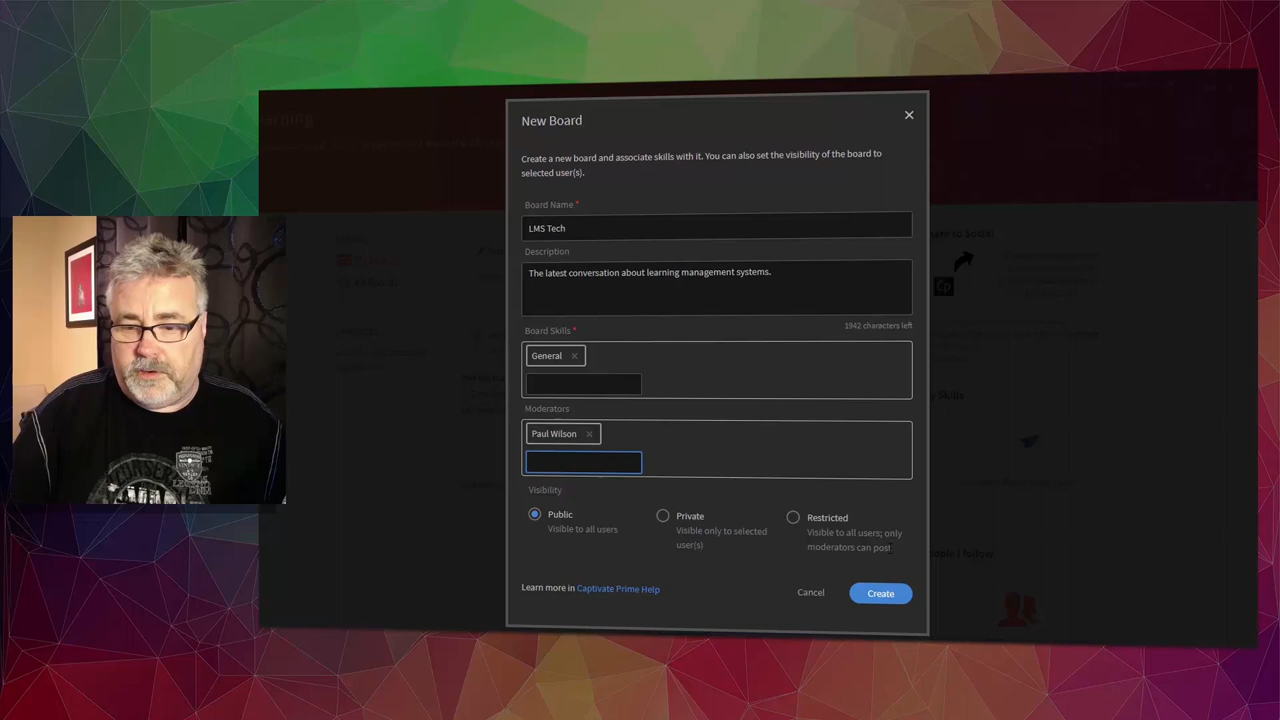 New Board
Create a new board and associate skills with it. You can also set the visibility of the board to
selected user(s).
Board Name *
LMS Tech
Description
The latest conversation about learning management systems.
1942 characters left
Board Skills *
General ×
Moderators
Paul Wilson ×
Visibility
Public
Visible to all users
Private
Visible only to selected
user(s)
Restricted
Visible to all users; only
moderators can post
Learn more in Captivate Prime Help
Cancel
Create